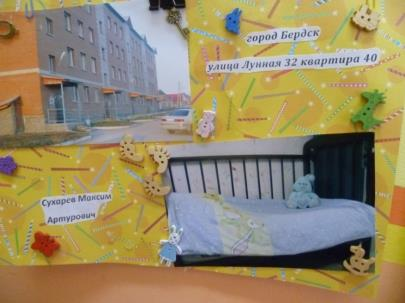 город Бердск
улица Лунная 32 квартира 40
Сухарев Максим
Артурович